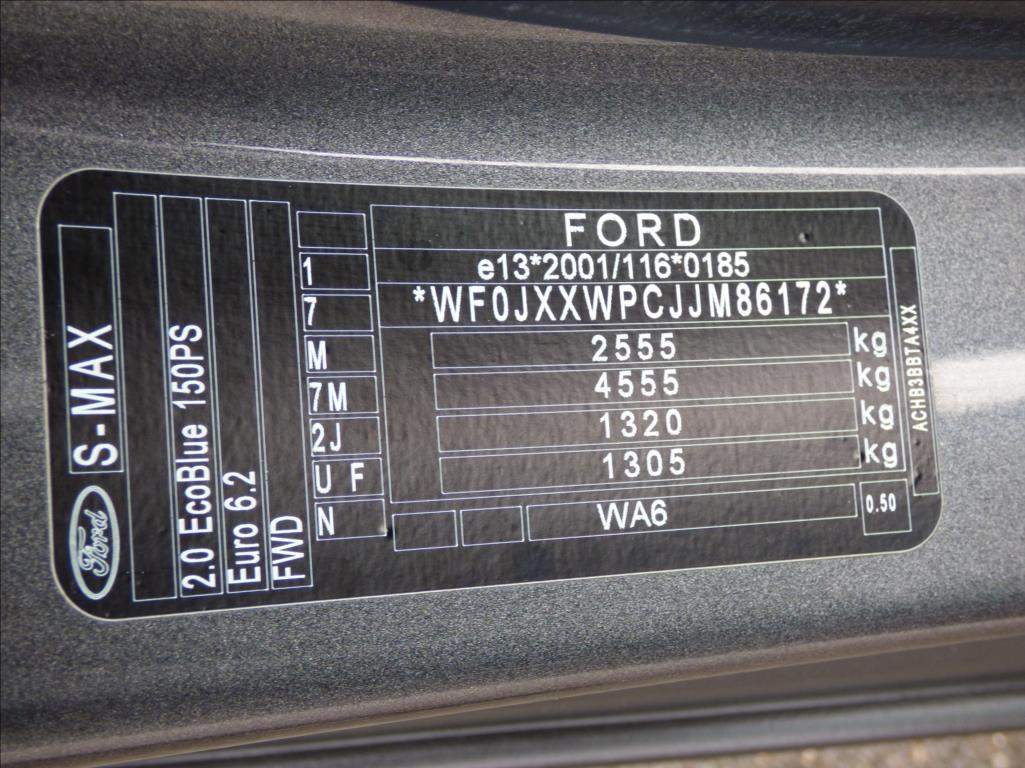 Ford
S-MAX
2.0 EcoBlue 150PS
Euro 6.2
FWD
1
7
M
7M
2J
U F
N
FORD
e13*2001/116*0185
*WF0JXXWPCJJM86172*
2555 kg
4555 kg
1320 kg
1305 kg
WA6
0.50
ACHB3BBTA4XX